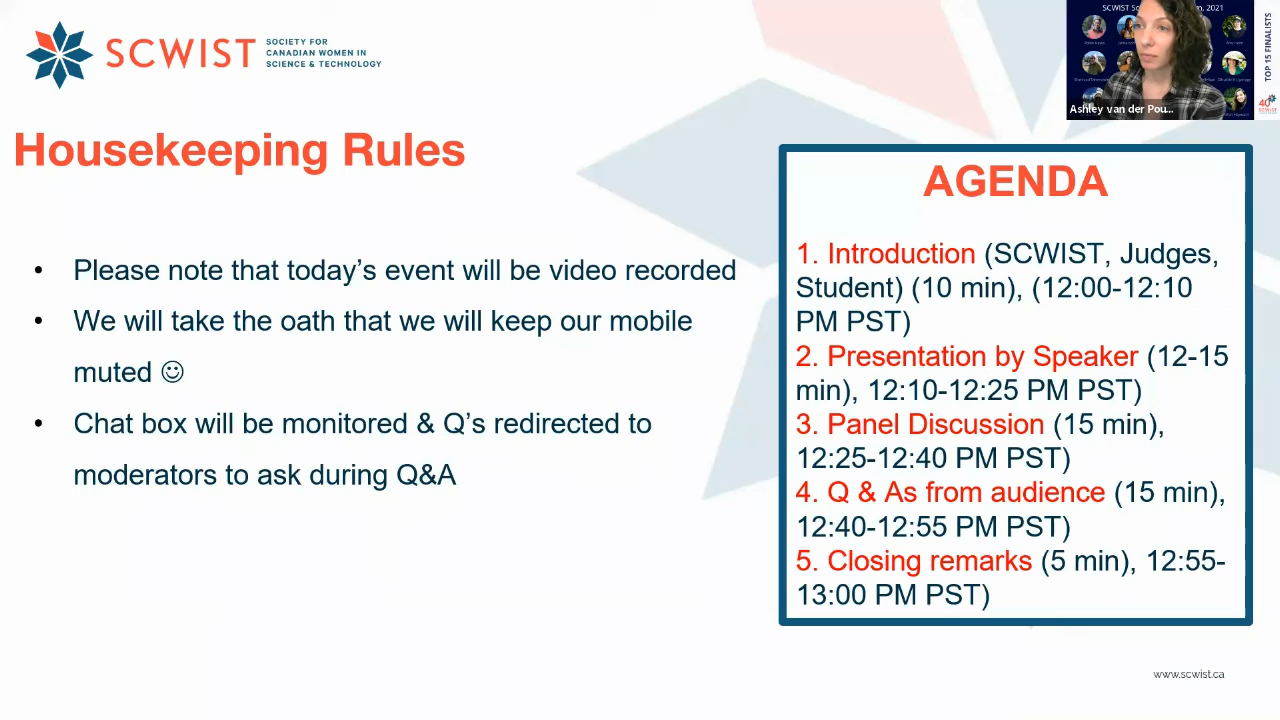 SCWIST
SOCIETY FOR
CANADIAN WOMEN IN
SCIENCE & TECHNOLOGY
2021
TOP 15 FINALISTS
Ashley van der Pou...
40
Housekeeping Rules
• Please note that today's event will be video recorded
• We will take the oath that we will keep our mobile
muted ☺
• Chat box will be monitored & Q's redirected to
moderators to ask during Q&A
AGENDA
1. Introduction (SCWIST, Judges,
Student) (10 min), (12:00-12:10
PM PST)
2. Presentation by Speaker (12-15
min), 12:10-12:25 PM PST)
3. Panel Discussion (15 min),
12:25-12:40 PM PST)
4. Q & As from audience (15 min),
12:40-12:55 PM PST)
5. Closing remarks (5 min), 12:55-
13:00 PM PST)
www.scwist.ca